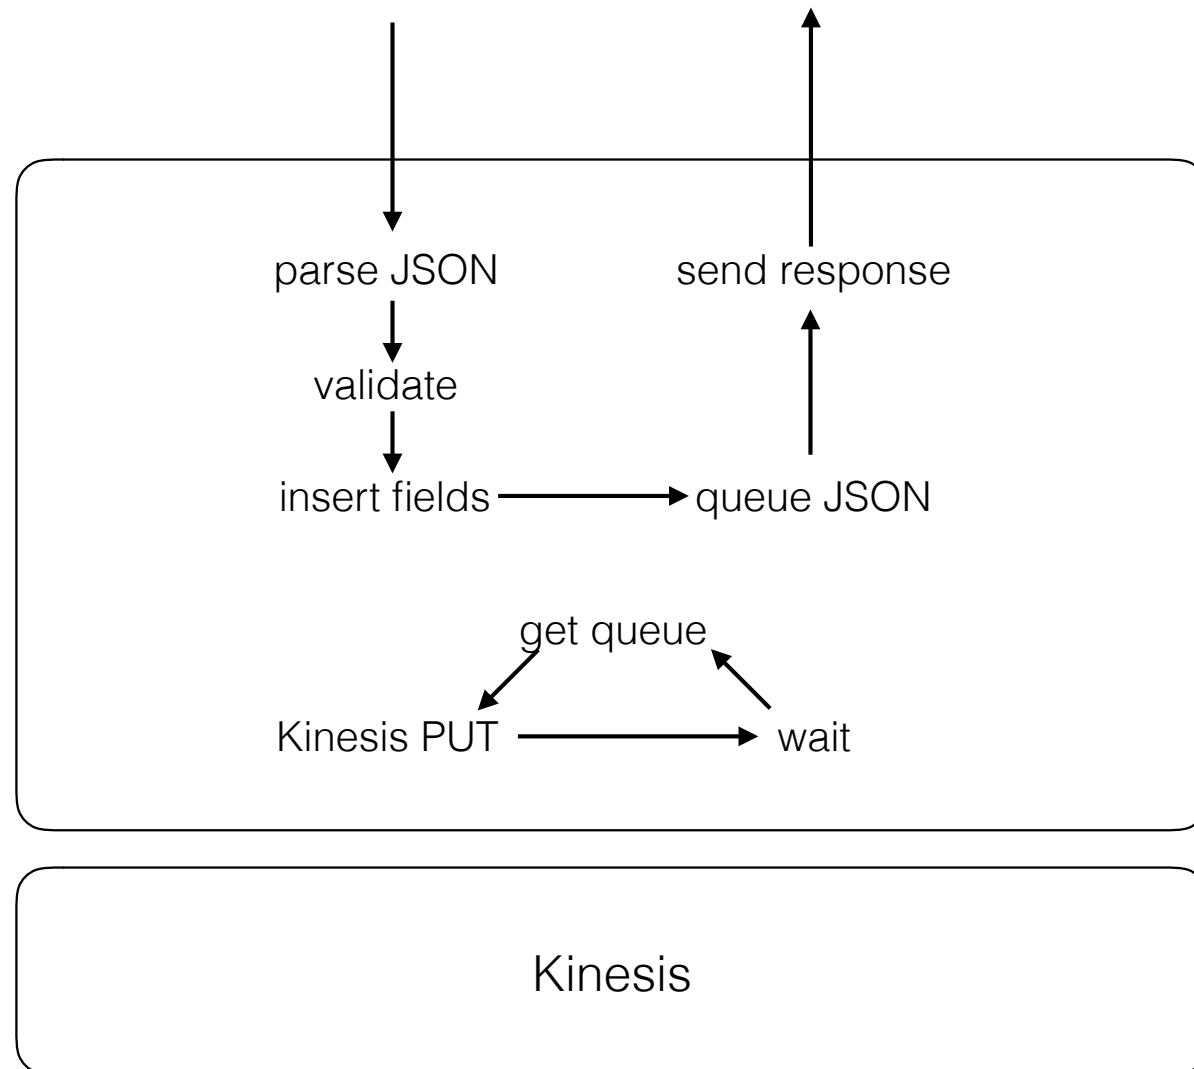 parse JSON
send response
validate
insert fields
queue JSON
get queue
Kinesis PUT
wait
Kinesis